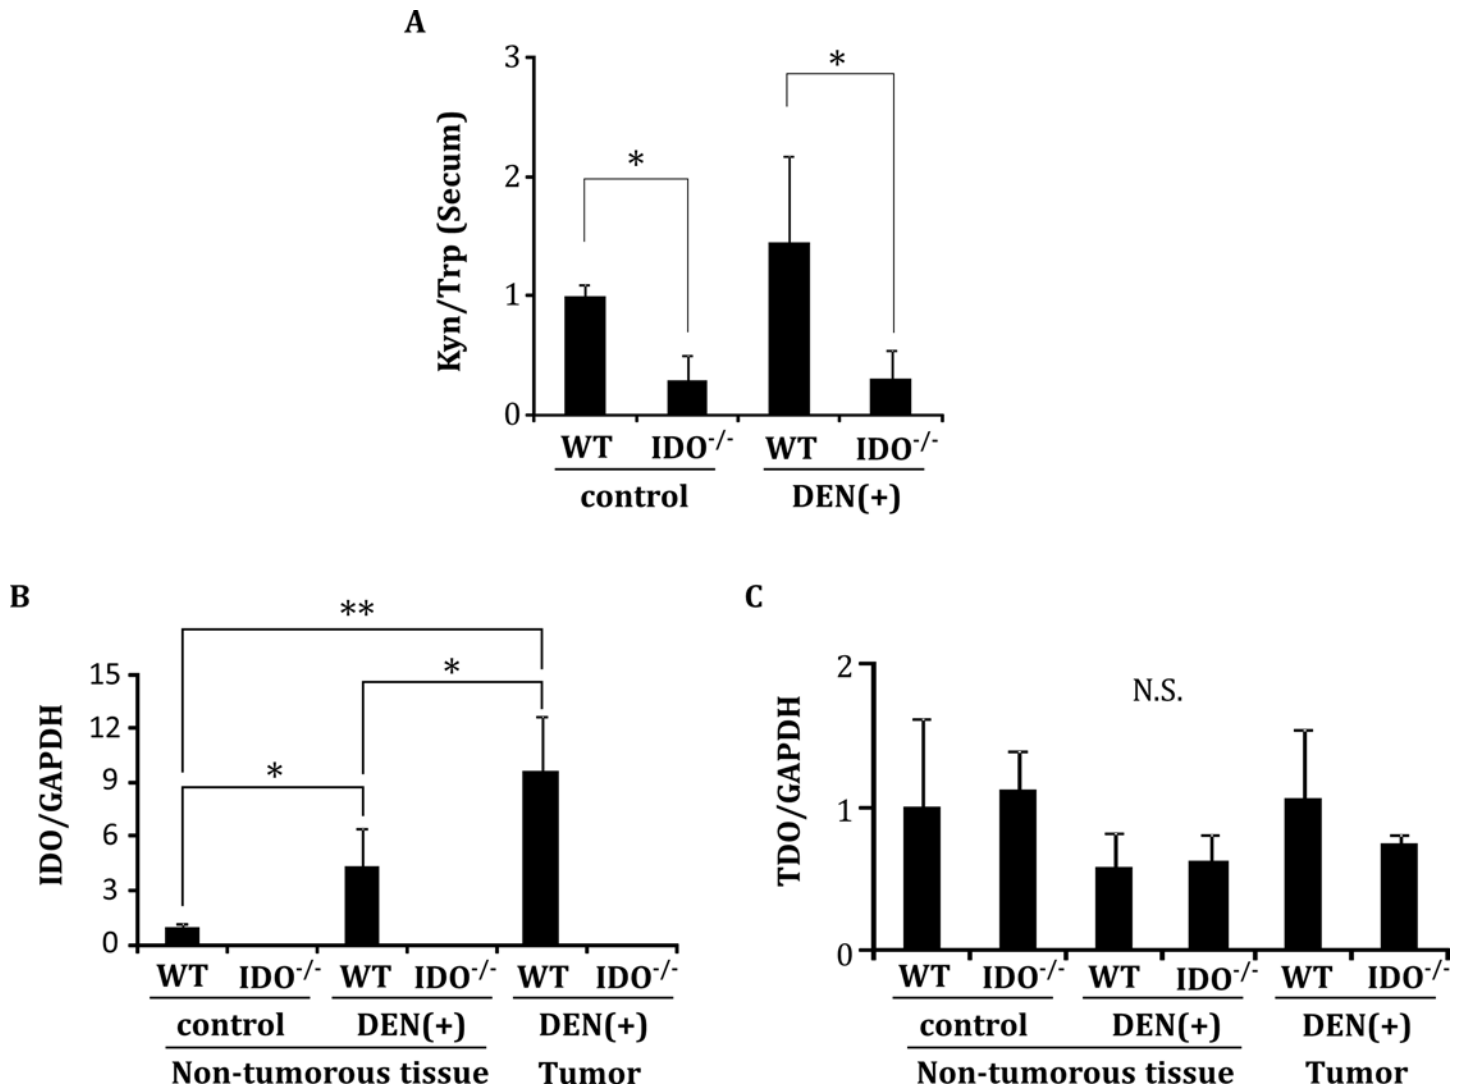 A
3
*
*
2
Kyn/Trp (Secum)
1
0
WT IDO-/- WT IDO-/-
control DEN(+)
B
**
*
15
12
*
9
IDO/GAPDH
6
3
0
WT IDO-/- WT IDO-/- WT IDO-/-
control DEN(+) DEN(+)
Non-tumorous tissue Tumor
C
2
N.S.
TDO/GAPDH
1
0
WT IDO-/- WT IDO-/- WT IDO-/-
control DEN(+) DEN(+)
Non-tumorous tissue Tumor